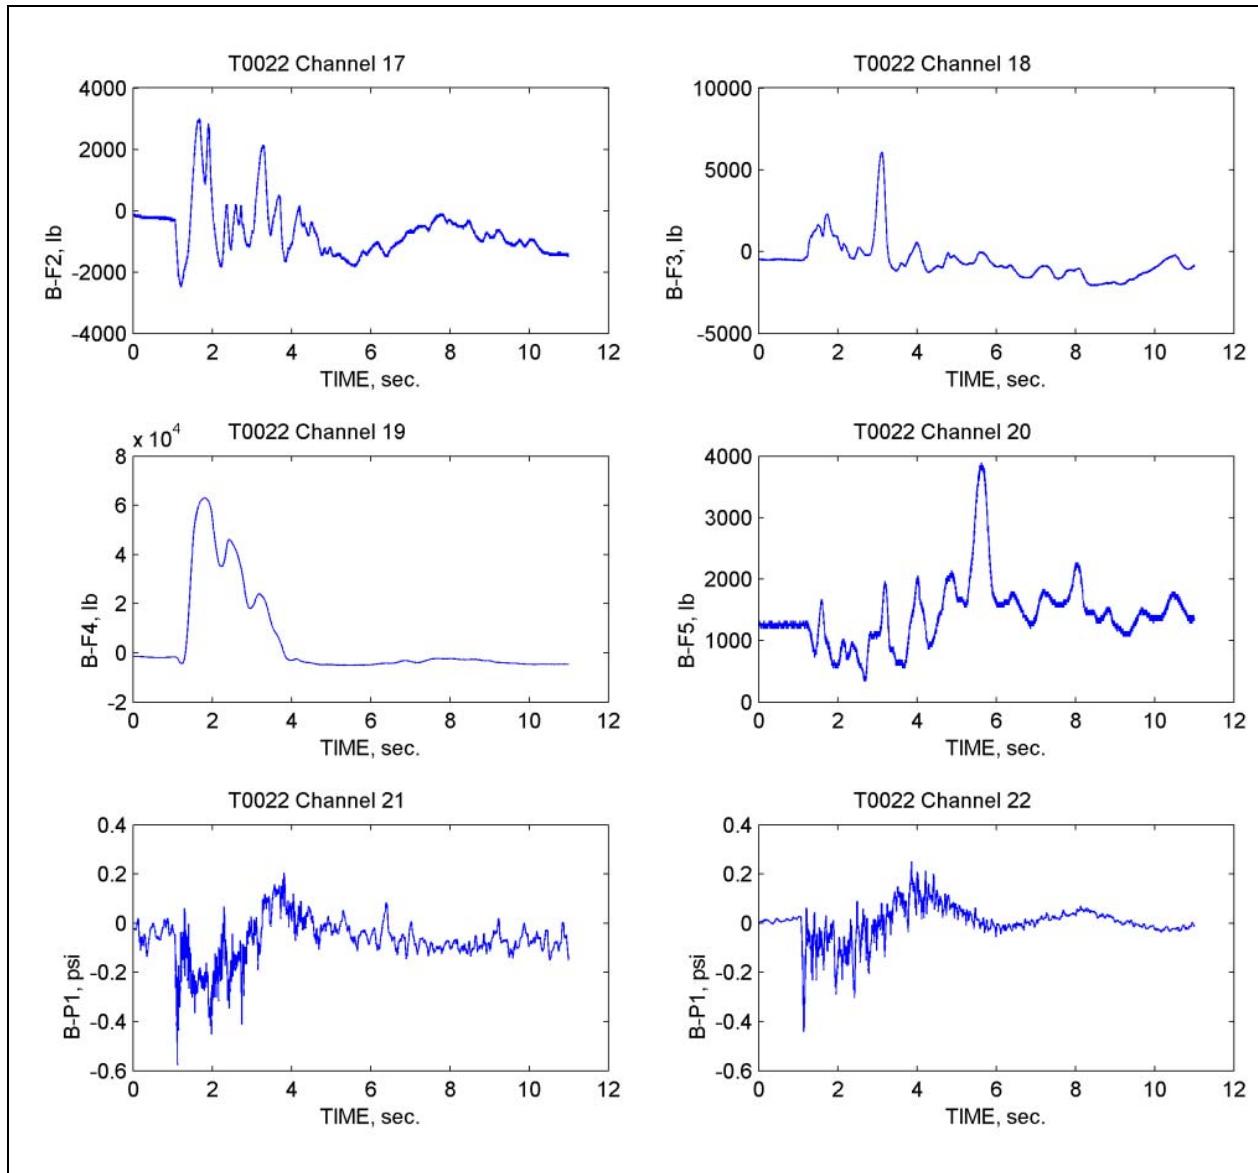 T0022 Channel 17
4000
2000
0
-2000
-4000
B-F2, lb
0 2 4 6 8 10 12
TIME, sec.
T0022 Channel 18
10000
5000
0
-5000
B-F3, lb
0 2 4 6 8 10 12
TIME, sec.
T0022 Channel 19
x 10^4
8
6
4
2
0
-2
B-F4, lb
0 2 4 6 8 10 12
TIME, sec.
T0022 Channel 20
4000
3000
2000
1000
0
B-F5, lb
0 2 4 6 8 10 12
TIME, sec.
T0022 Channel 21
0.4
0.2
0
-0.2
-0.4
-0.6
B-P1, psi
0 2 4 6 8 10 12
TIME, sec.
T0022 Channel 22
0.4
0.2
0
-0.2
-0.4
-0.6
B-P1, psi
0 2 4 6 8 10 12
TIME, sec.